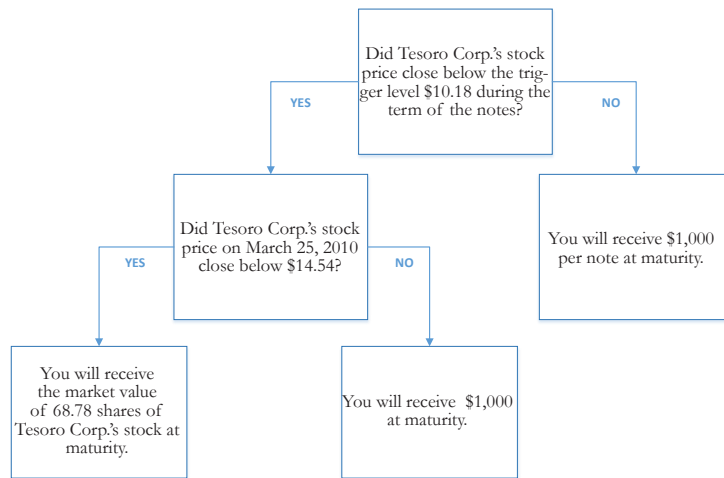 Did Tesoro Corp.'s stock
price close below the trig-
ger level $10.18 during the
term of the notes?
YES
NO
Did Tesoro Corp.'s stock
price on March 25, 2010
close below $14.54?
You will receive $1,000
per note at maturity.
YES
NO
You will receive
the market value
of 68.78 shares of
Tesoro Corp.'s stock at
maturity.
You will receive $1,000
at maturity.